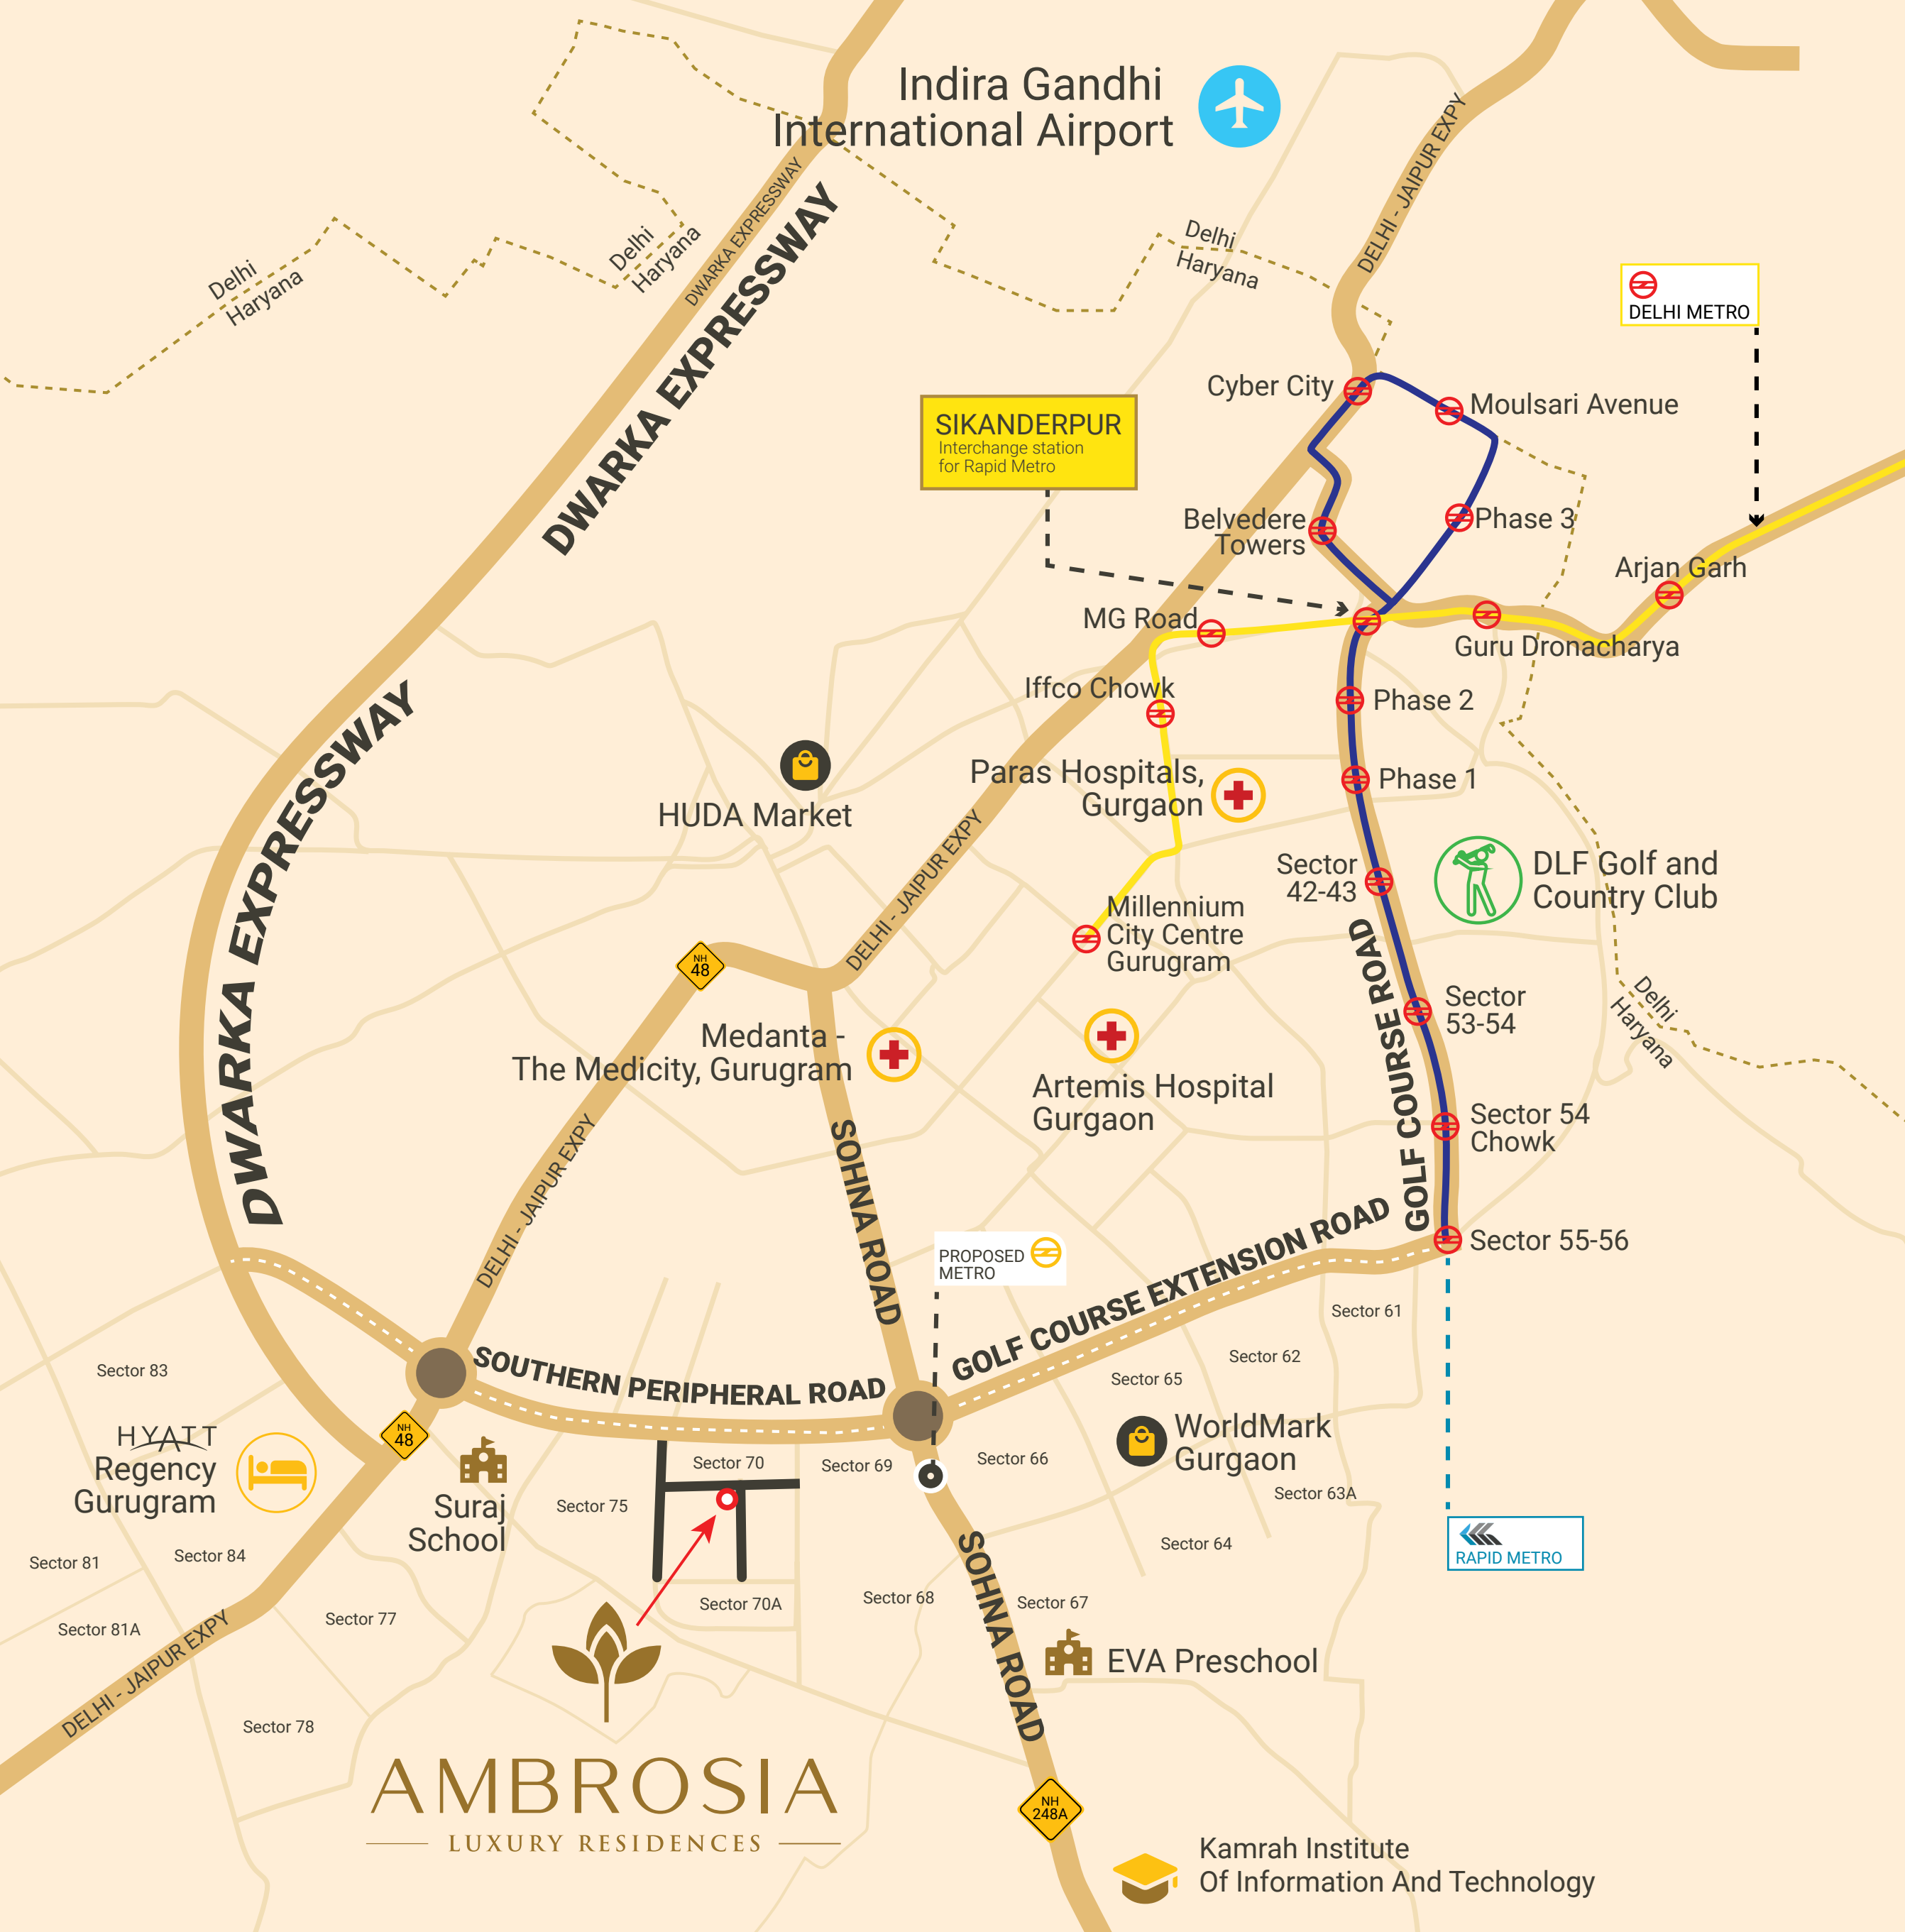 Indira Gandhi
International Airport
DELHI - JAIPUR EXPY
DWARKA EXPRESSWAY
DWARKA EXPRESSWAY
Delhi
Haryana
Delhi
Haryana
Delhi
Haryana
DELHI METRO
Cyber City
Moulsari Avenue
SIKANDERPUR
Interchange station
for Rapid Metro
Belvedere
Towers
Phase 3
Arjan Garh
MG Road
Guru Dronacharya
Iffco Chowk
Phase 2
DWARKA EXPRESSWAY
Paras Hospitals,
Gurgaon
Phase 1
HUDA Market
DELHI - JAIPUR EXPY
Sector
42-43
DLF Golf and
Country Club
Millennium
City Centre
Gurugram
NH
48
GOLF COURSE ROAD
Sector
53-54
Delhi
Haryana
Medanta -
The Medicity, Gurugram
Artemis Hospital
Gurgaon
Sector 54
Chowk
DELHI - JAIPUR EXPY
SOHNA ROAD
PROPOSED
METRO
GOLF COURSE EXTENSION ROAD
Sector 55-56
Sector 61
Sector 62
Sector 65
SOUTHERN PERIPHERAL ROAD
Sector 83
HYATT
Regency
Gurugram
NH
48
Suraj
School
Sector 75
Sector 70
Sector 69
Sector 66
WorldMark
Gurgaon
Sector 63A
Sector 64
RAPID METRO
Sector 81
Sector 84
Sector 81A
Sector 77
Sector 70A
Sector 68
Sector 67
SOHNA ROAD
EVA Preschool
DELHI - JAIPUR EXPY
Sector 78
AMBROSIA
LUXURY RESIDENCES
NH
248A
Kamrah Institute
Of Information And Technology